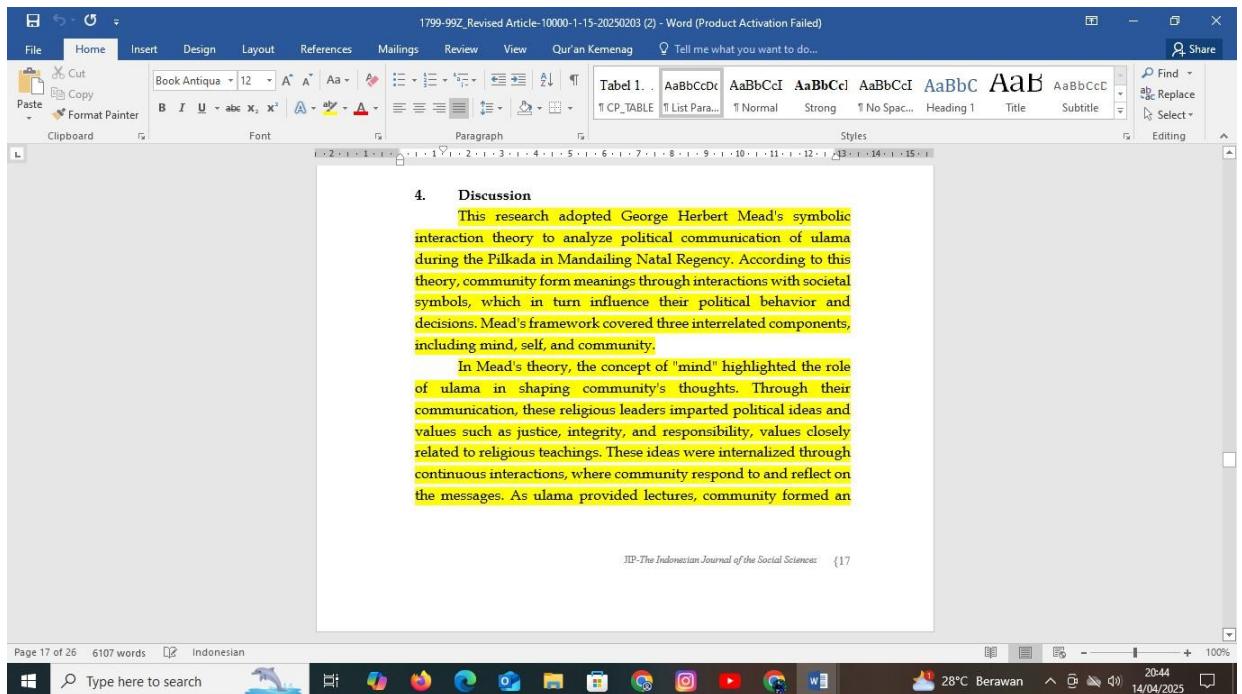 1799-99Z_Revised Article-10000-1-15-20250203 (2) - Word (Product Activation Failed)
File Home Insert Design Layout References Mailings Review View Qur'an Kemenag Tell me what you want to do... Share
Paste
Cut
Copy
Format Painter
Clipboard
Book Antiqua 12
Font
Paragraph
Tabel 1. . AaBbCcDc AaBbCcI AaBbCcI AaBbCcI AaBbC AaB AaBbCcD
¶ CP_TABLE ¶ List Para... ¶ Normal Strong ¶ No Spac... Heading 1 Title Subtitle
Styles
Find
Replace
Select
Editing
4. Discussion
This research adopted George Herbert Mead's symbolic
interaction theory to analyze political communication of ulama
during the Pilkada in Mandailing Natal Regency. According to this
theory, community form meanings through interactions with societal
symbols, which in turn influence their political behavior and
decisions. Mead's framework covered three interrelated components,
including mind, self, and community.
In Mead's theory, the concept of "mind" highlighted the role
of ulama in shaping community's thoughts. Through their
communication, these religious leaders imparted political ideas and
values such as justice, integrity, and responsibility, values closely
related to religious teachings. These ideas were internalized through
continuous interactions, where community respond to and reflect on
the messages. As ulama provided lectures, community formed an
JIP-The Indonesian Journal of the Social Sciences {17
Page 17 of 26 6107 words Indonesian 100%
Type here to search 28°C Berawan 20:44
14/04/2025